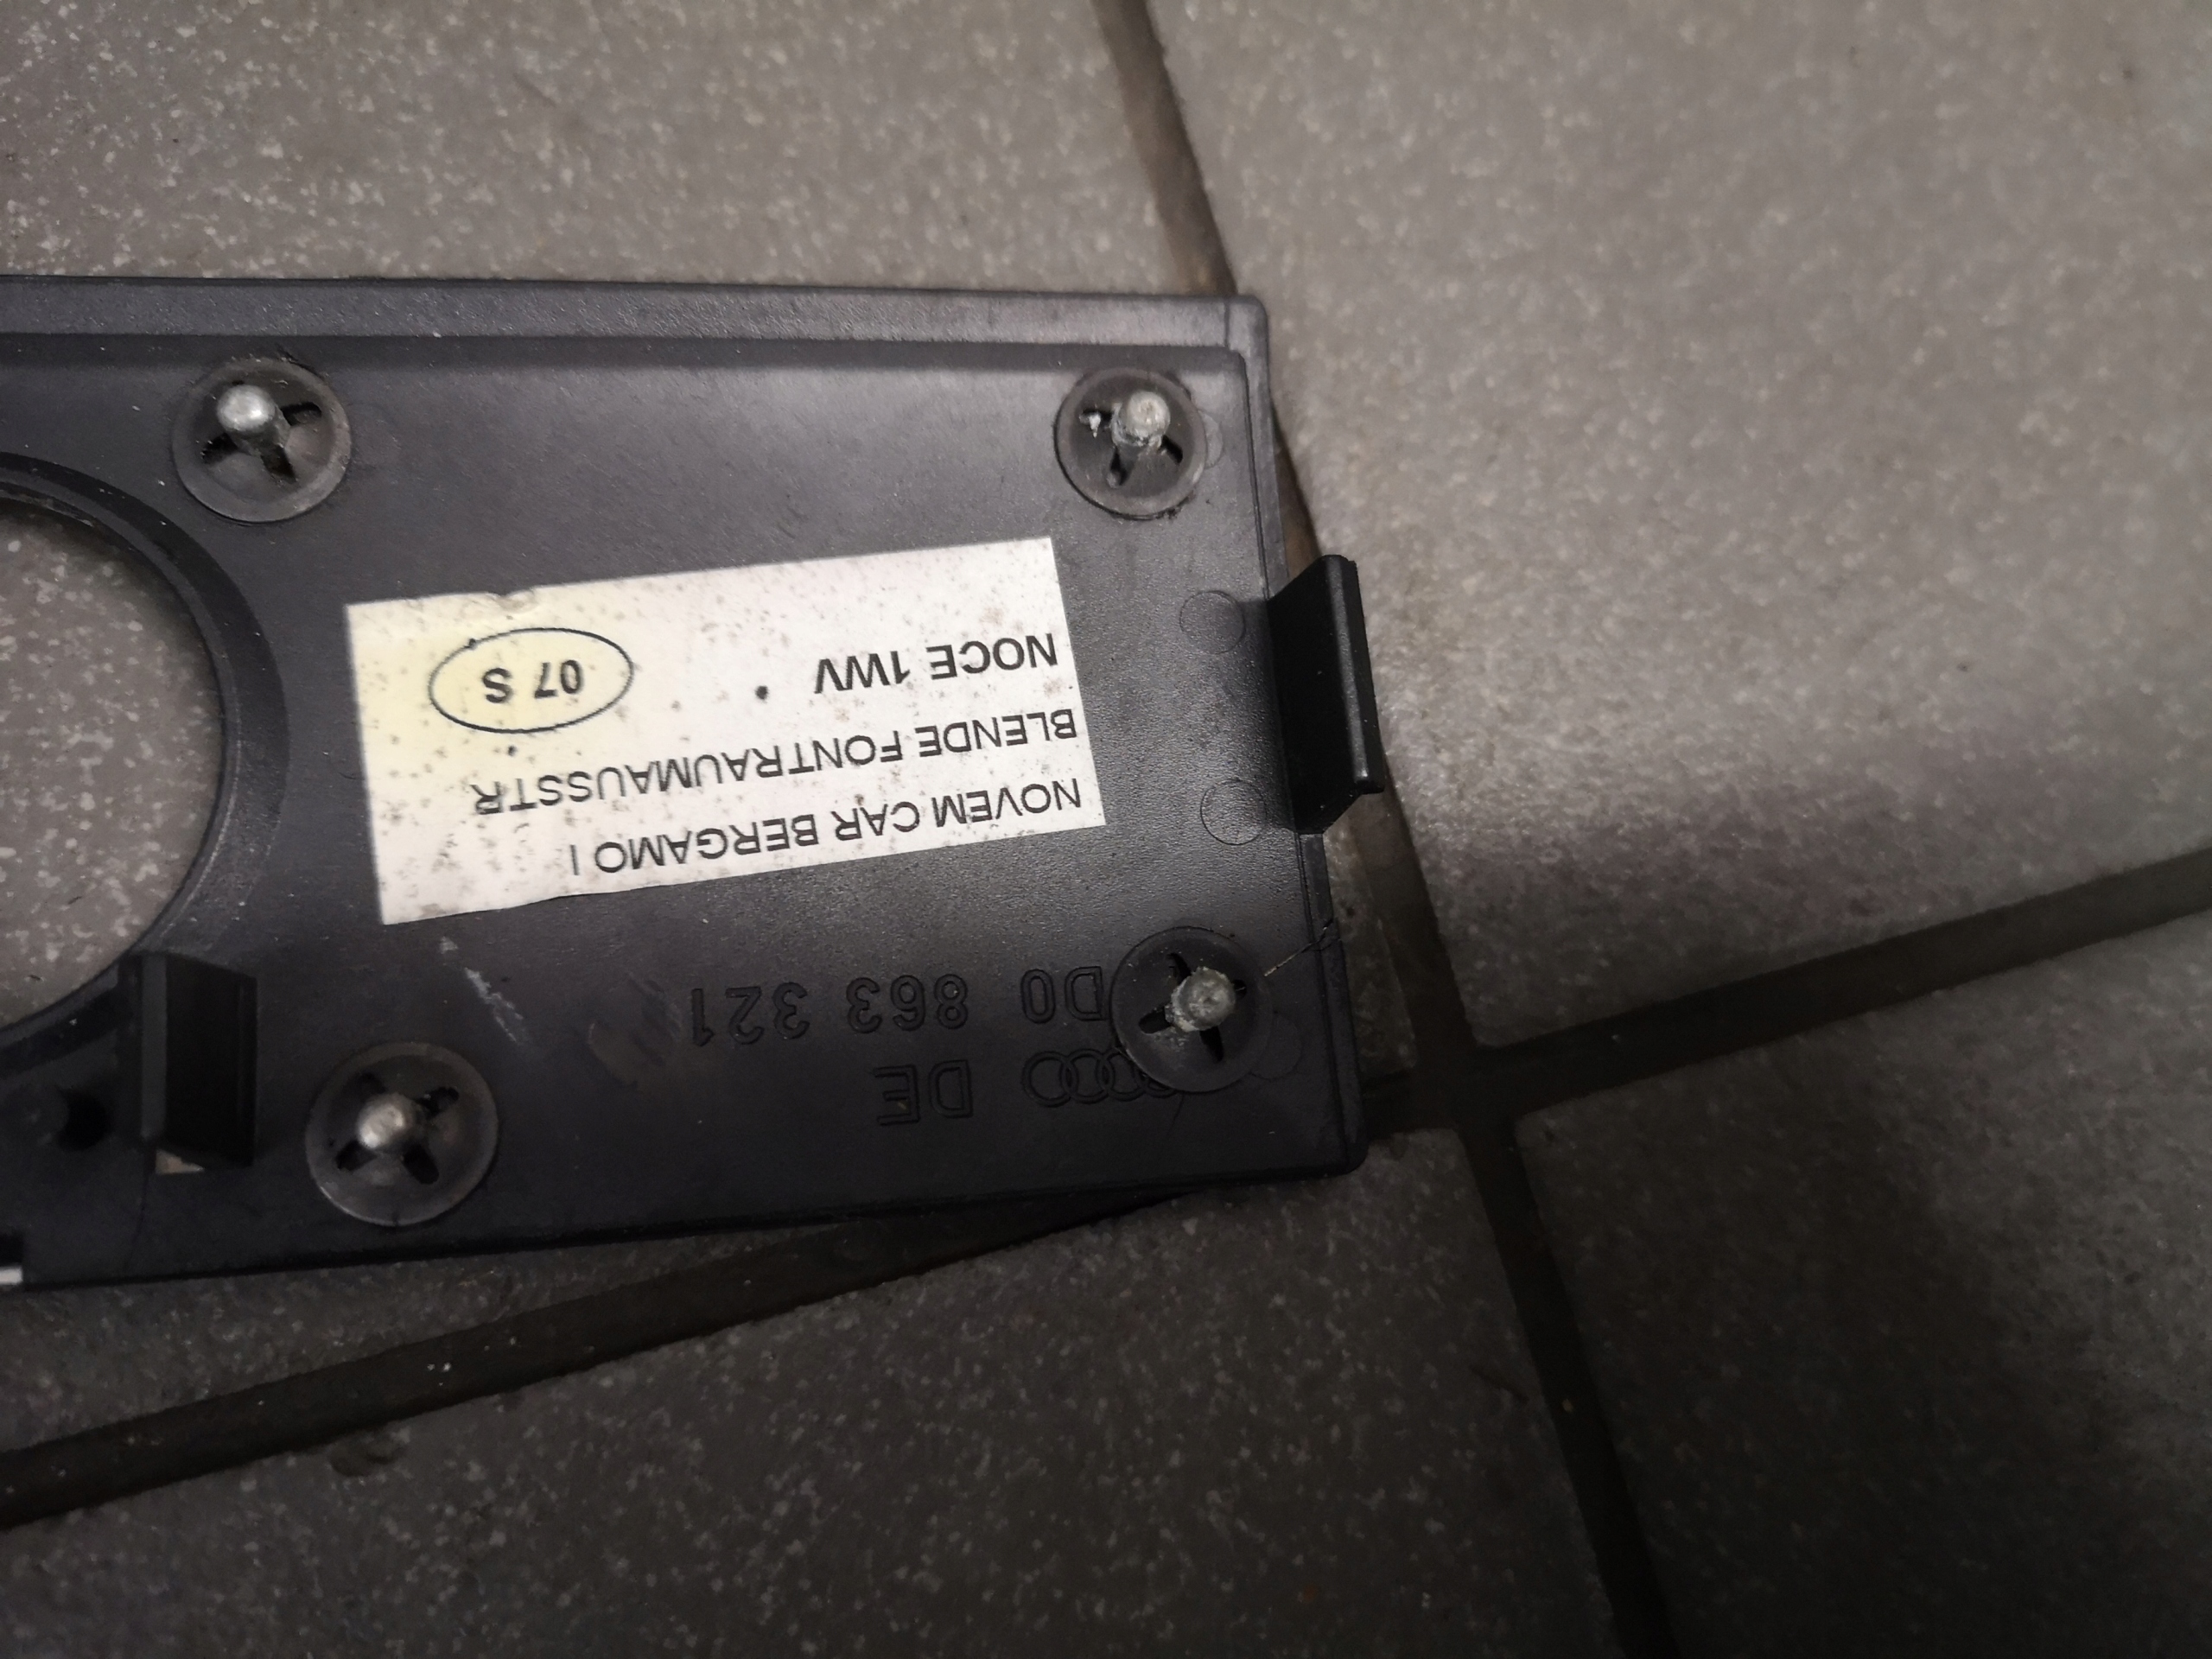 NOVEM CAR BERGAMO I
BLENDE FONTRAUMAUSSTR
NOCE 1WV
07 S
D0 863 321
DE